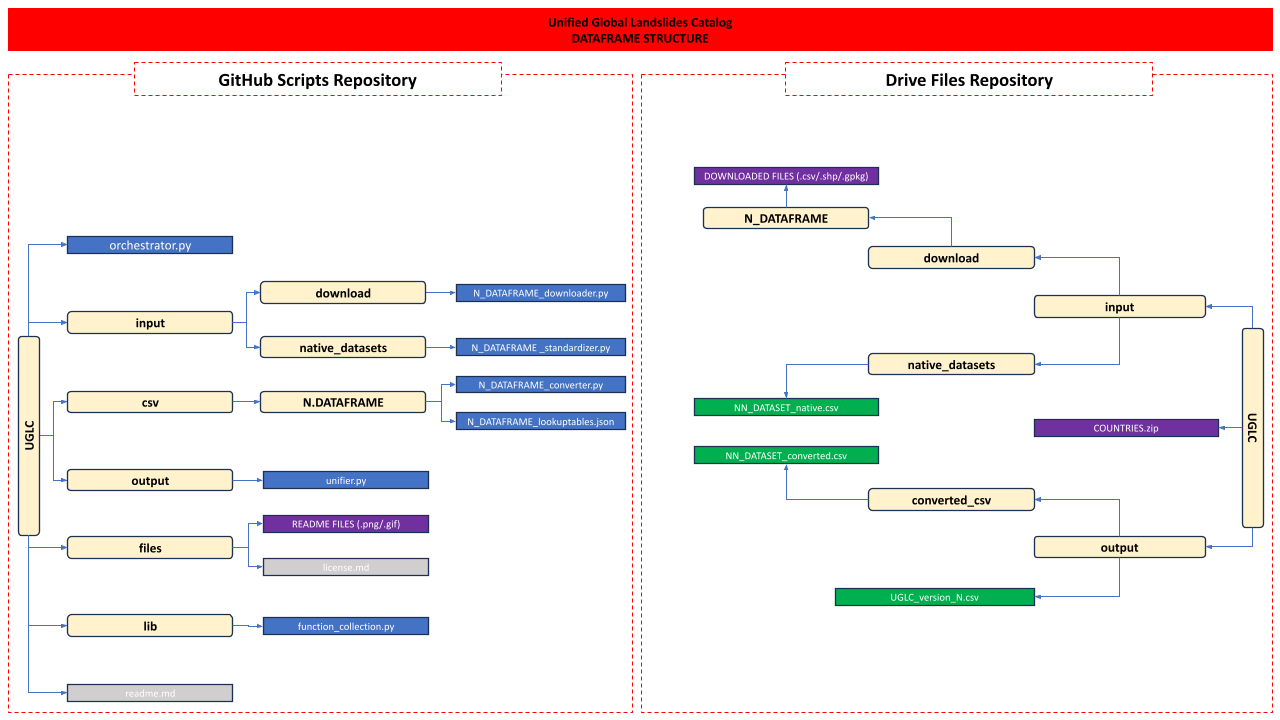 Unified Global Landslides Catalog
DATAFRAME STRUCTURE
GitHub Scripts Repository
orchestrator.py
download
N_DATAFRAME_downloader.py
input
native_datasets
N_DATAFRAME _standardizer.py
UGLC
csv
N.DATAFRAME
N_DATAFRAME_converter.py
N_DATAFRAME_lookuptables.json
output
unifier.py
README FILES (.png/.gif)
files
license.md
lib
function_collection.py
readme.md
Drive Files Repository
DOWNLOADED FILES (.csv/.shp/.gpkg)
N_DATAFRAME
download
input
native_datasets
NN_DATASET_native.csv
COUNTRIES.zip
UGLC
NN_DATASET_converted.csv
converted_csv
output
UGLC_version_N.csv